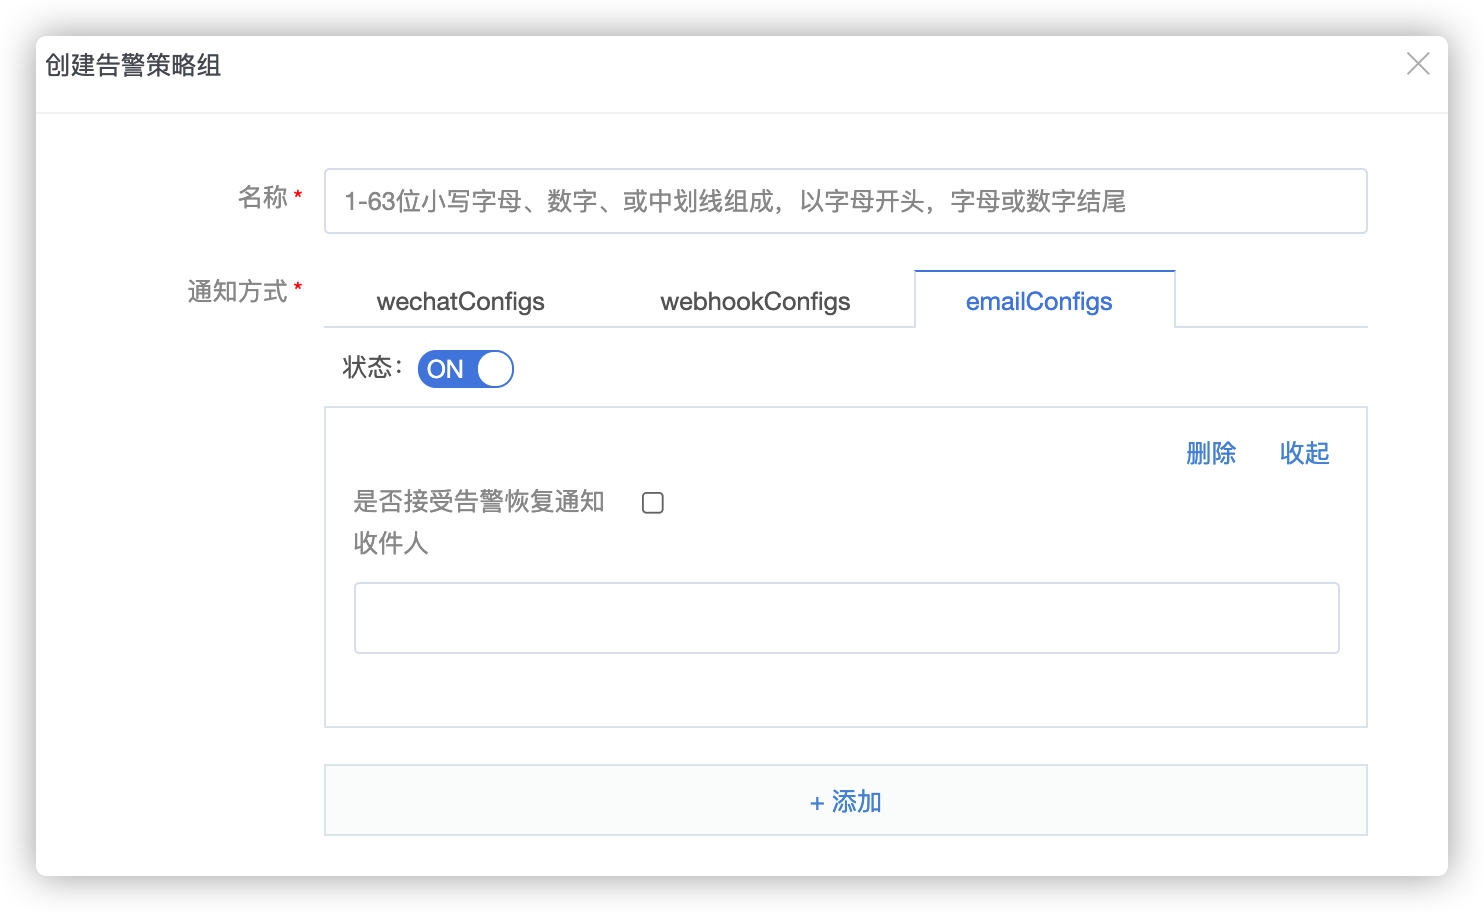 创建告警策略组
名称 *
1-63位小写字母、数字、或中划线组成，以字母开头，字母或数字结尾
通知方式 *
wechatConfigs
webhookConfigs
emailConfigs
状态：
ON
删除
收起
是否接受告警恢复通知
收件人
+ 添加